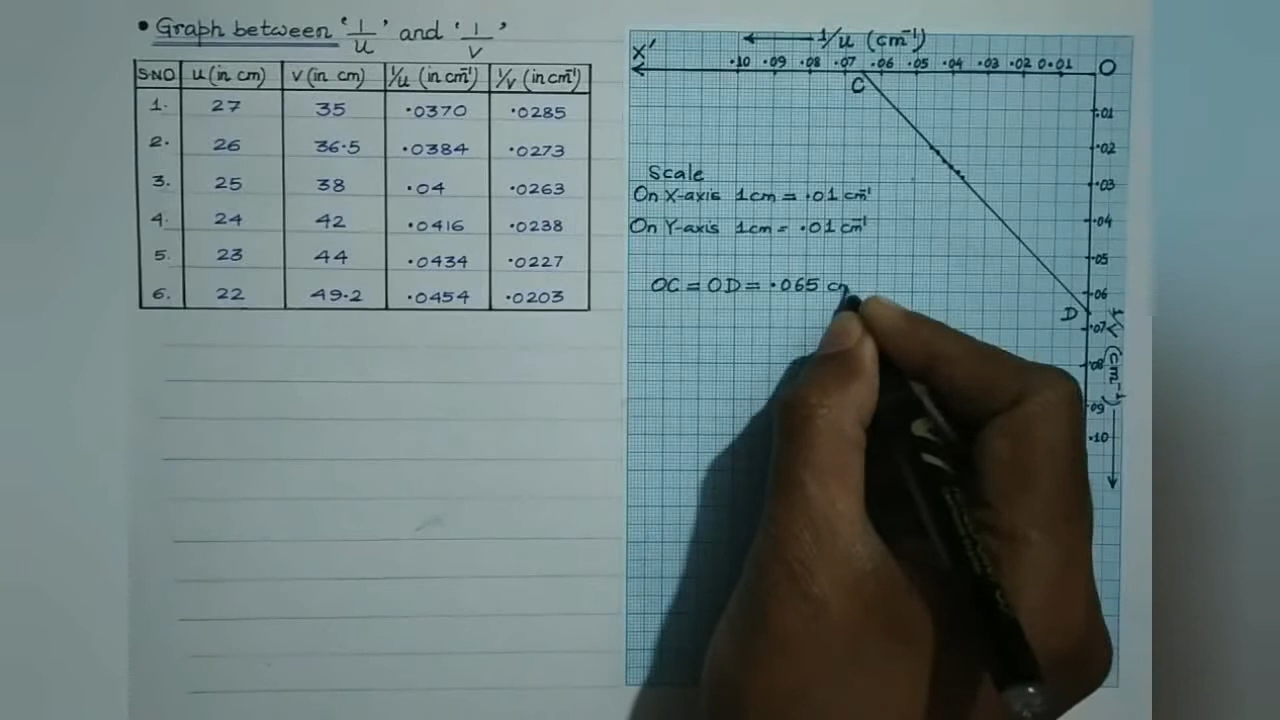 • Graph between '1/u' and '1/v'
S.NO u (in cm) v (in cm) 1/u (in cm⁻¹) 1/v (in cm⁻¹)
1. 27 35 .0370 .0285
2. 26 36.5 .0384 .0273
3. 25 38 .04 .0263
4. 24 42 .0416 .0238
5. 23 44 .0434 .0227
6. 22 49.2 .0454 .0203
1/u (cm⁻¹)
X'
.10 .09 .08 .07 .06 .05 .04 .03 .02 0.01 O
C
.01
.02
.03
.04
.05
.06
.07
.08
.09
.10
Scale
On X-axis 1cm = .01 cm⁻¹
On Y-axis 1cm = .01 cm⁻¹
OC = OD = .065 cm
D
1/v (cm⁻¹)